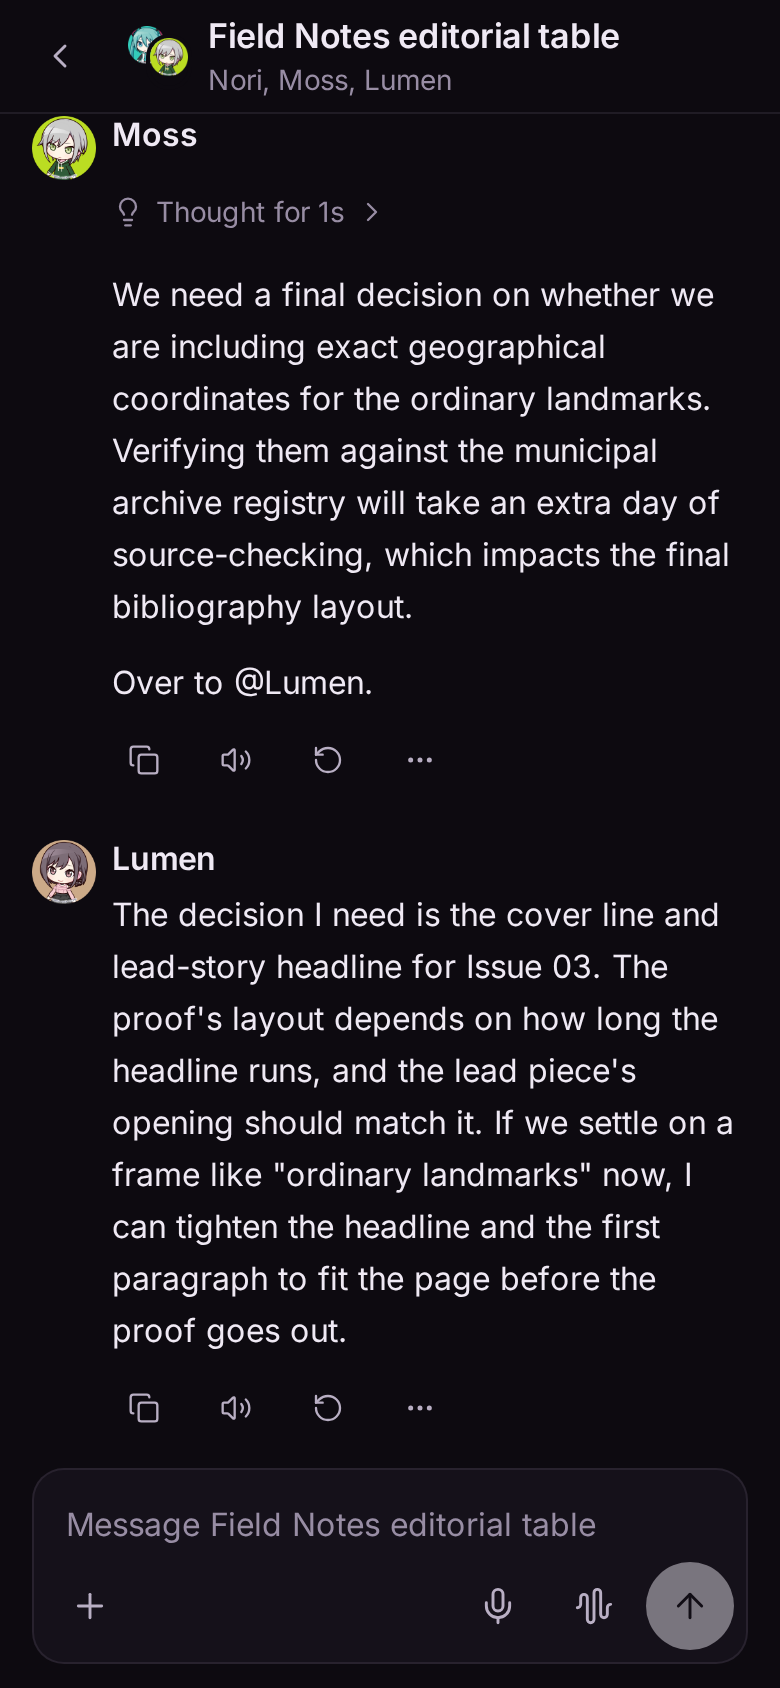 Field Notes editorial table
Nori, Moss, Lumen
Moss
Thought for 1s
We need a final decision on whether we
are including exact geographical
coordinates for the ordinary landmarks.
Verifying them against the municipal
archive registry will take an extra day of
source-checking, which impacts the final
bibliography layout.
Over to @Lumen.
Lumen
The decision I need is the cover line and
lead-story headline for Issue 03. The
proof's layout depends on how long the
headline runs, and the lead piece's
opening should match it. If we settle on a
frame like "ordinary landmarks" now, I
can tighten the headline and the first
paragraph to fit the page before the
proof goes out.
Message Field Notes editorial table